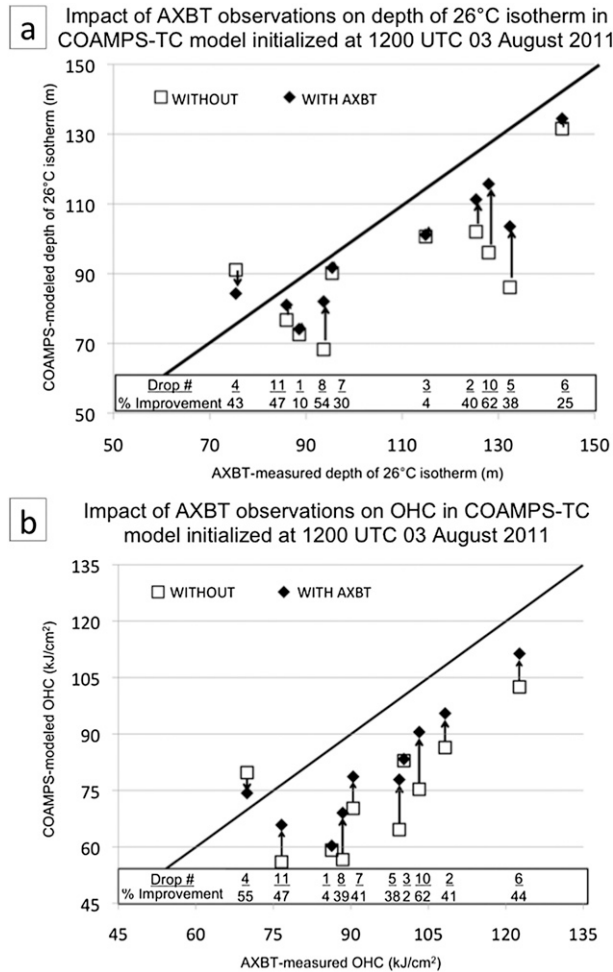 a
Impact of AXBT observations on depth of 26°C isotherm in
COAMPS-TC model initialized at 1200 UTC 03 August 2011
150
WITHOUT
WITH AXBT
130
110
90
70
50
COAMPS-modeled depth of 26°C isotherm (m)
Drop # 4 11 1 8 7 3 2 10 5 6
% Improvement 43 47 10 54 30 4 40 62 38 25
50 70 90 110 130 150
AXBT-measured depth of 26°C isotherm (m)
b
Impact of AXBT observations on OHC in COAMPS-TC
model initialized at 1200 UTC 03 August 2011
135
WITHOUT
WITH AXBT
120
105
90
75
60
45
COAMPS-modeled OHC (kJ/cm²)
Drop # 4 11 1 8 7 5 3 10 2 6
% Improvement 55 47 4 39 41 38 2 62 41 44
45 60 75 90 105 120 135
AXBT-measured OHC (kJ/cm²)